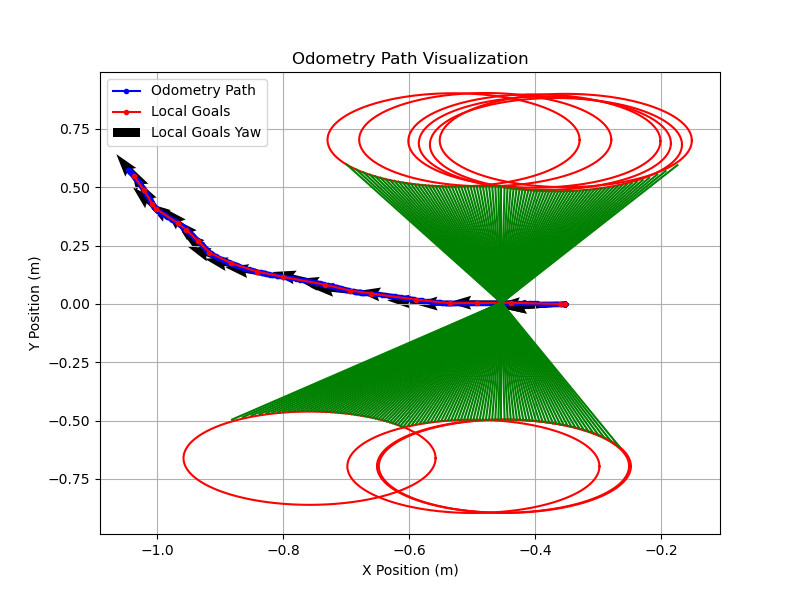 Odometry Path Visualization
Odometry Path
Local Goals
Local Goals Yaw
0.75
0.50
0.25
0.00
−0.25
−0.50
−0.75
Y Position (m)
−1.0 −0.8 −0.6 −0.4 −0.2
X Position (m)